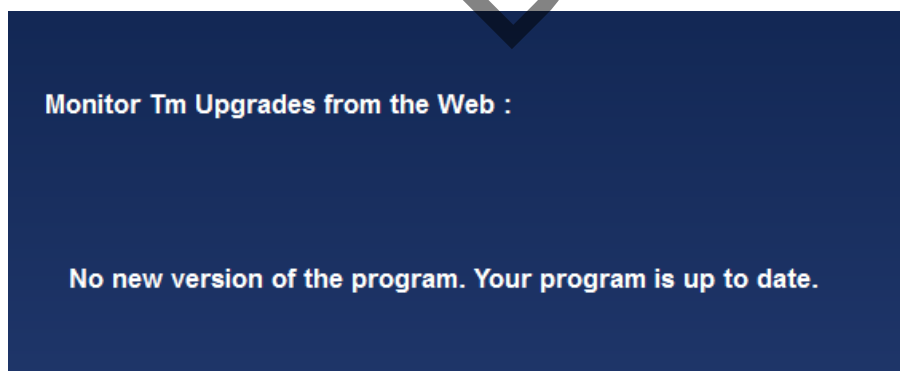 Monitor Tm Upgrades from the Web :
No new version of the program. Your program is up to date.